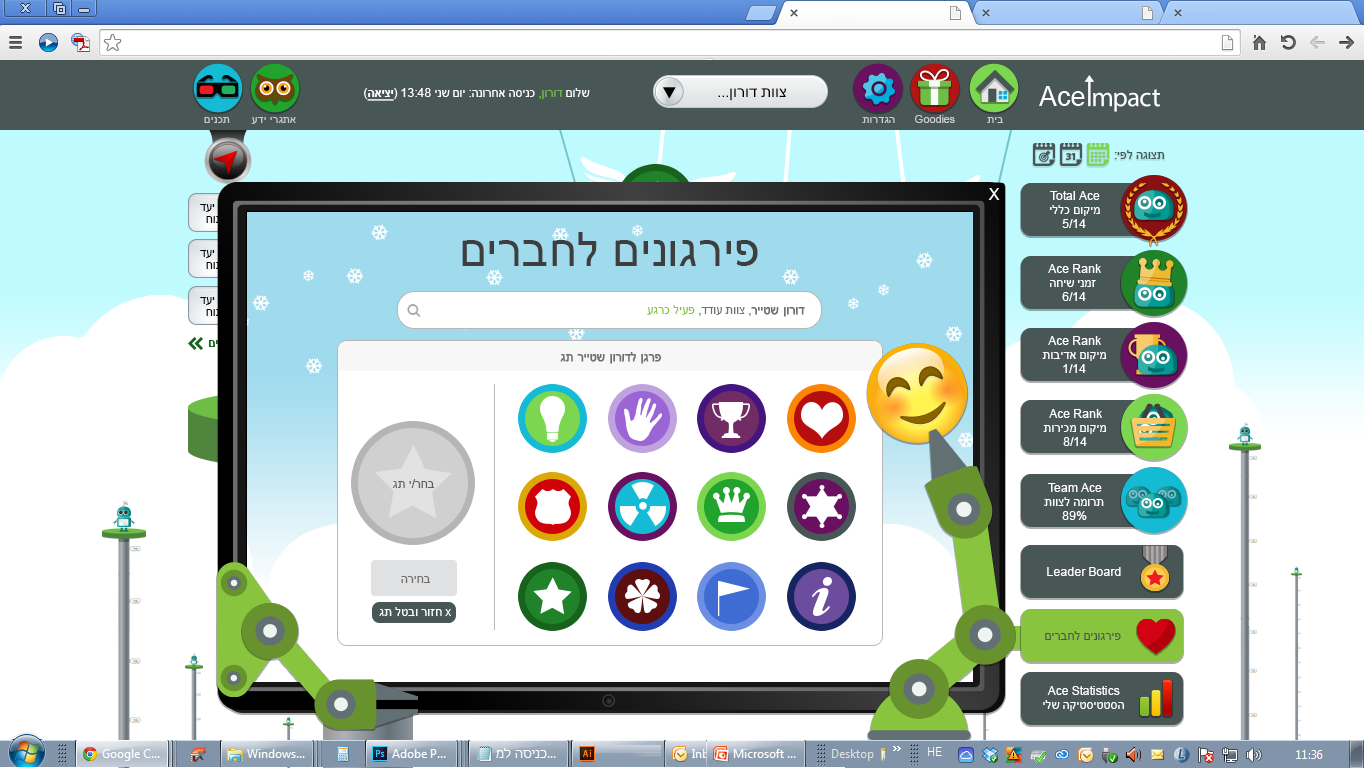 AceImpact
בית
Goodies
הגדרות
צוות דורון...
שלום דורון, כניסה אחרונה: יום שני 13:48 (יציאה)
אתגרי ידע
תכנים
תצוגה לפי:
31
Total Ace
מיקום כללי
5/14
Ace Rank
זמני שיחה
6/14
Ace Rank
מיקום אדיבות
1/14
Ace Rank
מיקום מכירות
8/14
Team Ace
תרומה לצוות
89%
Leader Board
פירגונים לחברים
Ace Statistics
הסטטיסטיקה שלי
X
פירגונים לחברים
דורון שטייר, צוות עודד, פעיל כרגע
פרגן לדורון שטייר תג
i
בחר/י תג
בחירה
x חזור ובטל תג
יעד
יעד
יעד
Google C...
Windows...
Adobe P...
כניסה למ...
Microsoft ...
Desktop
HE
11:36